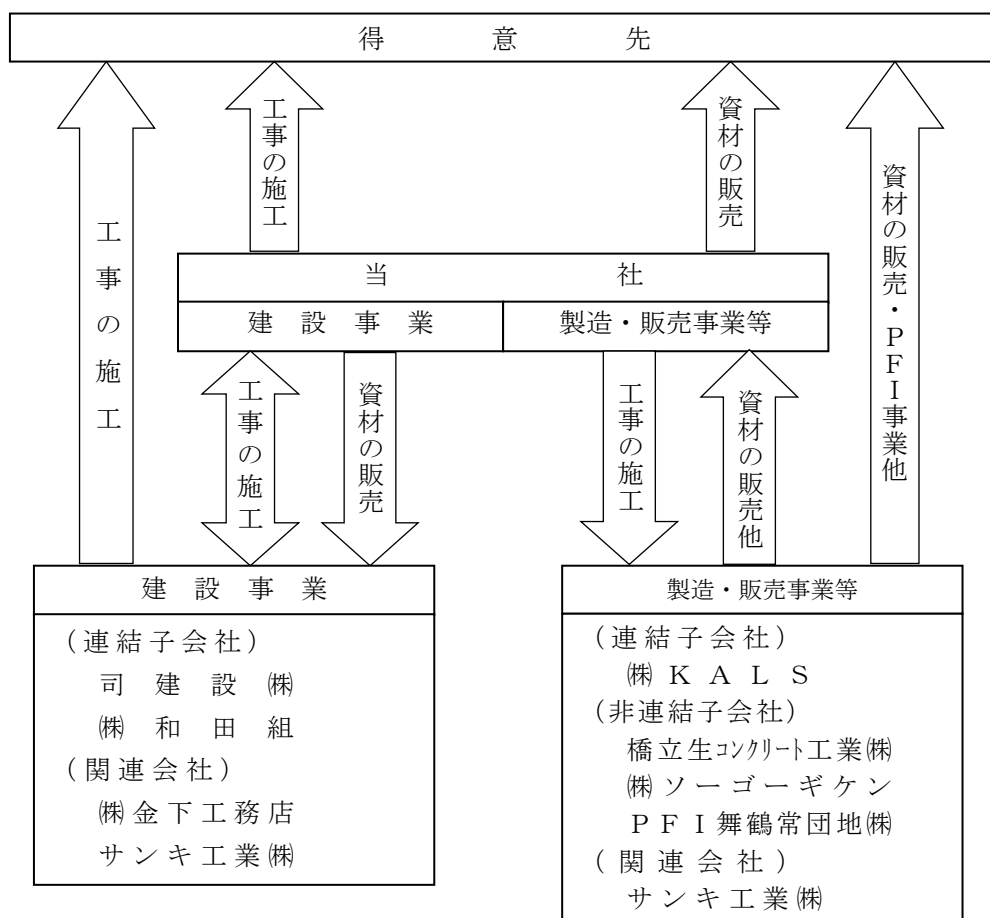 得意先
工事の施工
工事の施工
資材の販売
資材の販売・PFI事業他
当社
建設事業
製造・販売事業等
工事の施工
資材の販売
工事の施工
資材の販売他
建設事業
(連結子会社)
司建設㈱
㈱和田組
(関連会社)
㈱金下工務店
サンキ工業㈱
製造・販売事業等
(連結子会社)
㈱KALS
(非連結子会社)
橋立生コンクリート工業㈱
㈱ソーゴーギケン
PFI舞鶴常団地㈱
(関連会社)
サンキ工業㈱